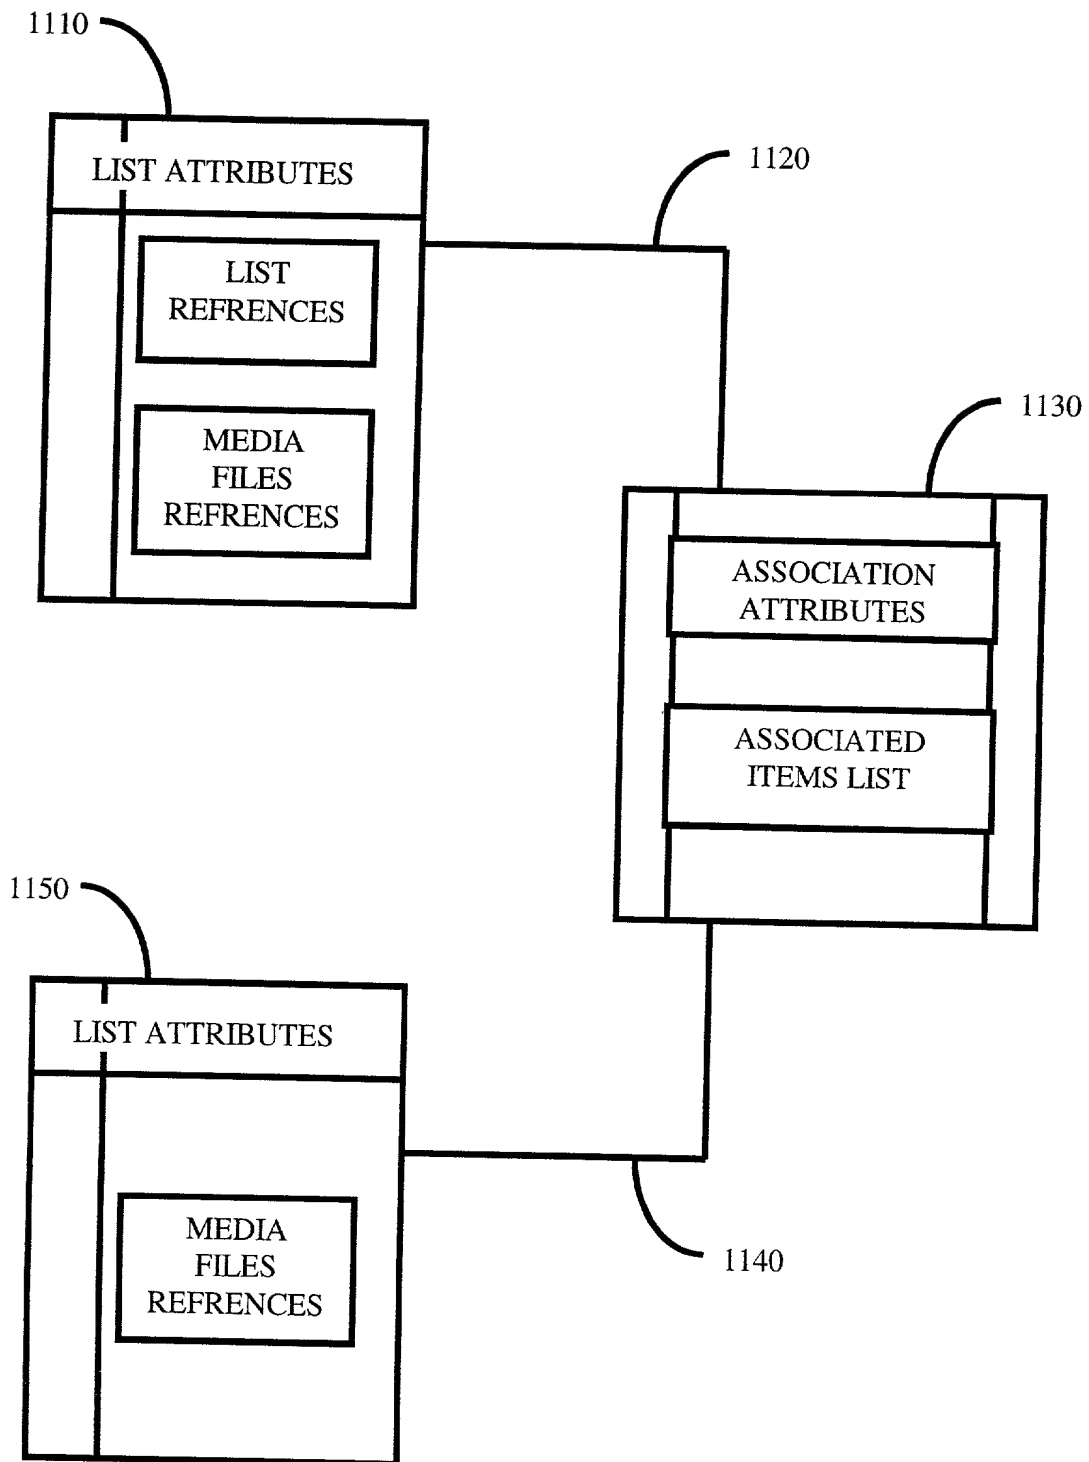 1110
LIST ATTRIBUTES
1120
LIST
REFRENCES
MEDIA
FILES
REFRENCES
1130
ASSOCIATION
ATTRIBUTES
ASSOCIATED
ITEMS LIST
1150
LIST ATTRIBUTES
MEDIA
FILES
REFRENCES
1140